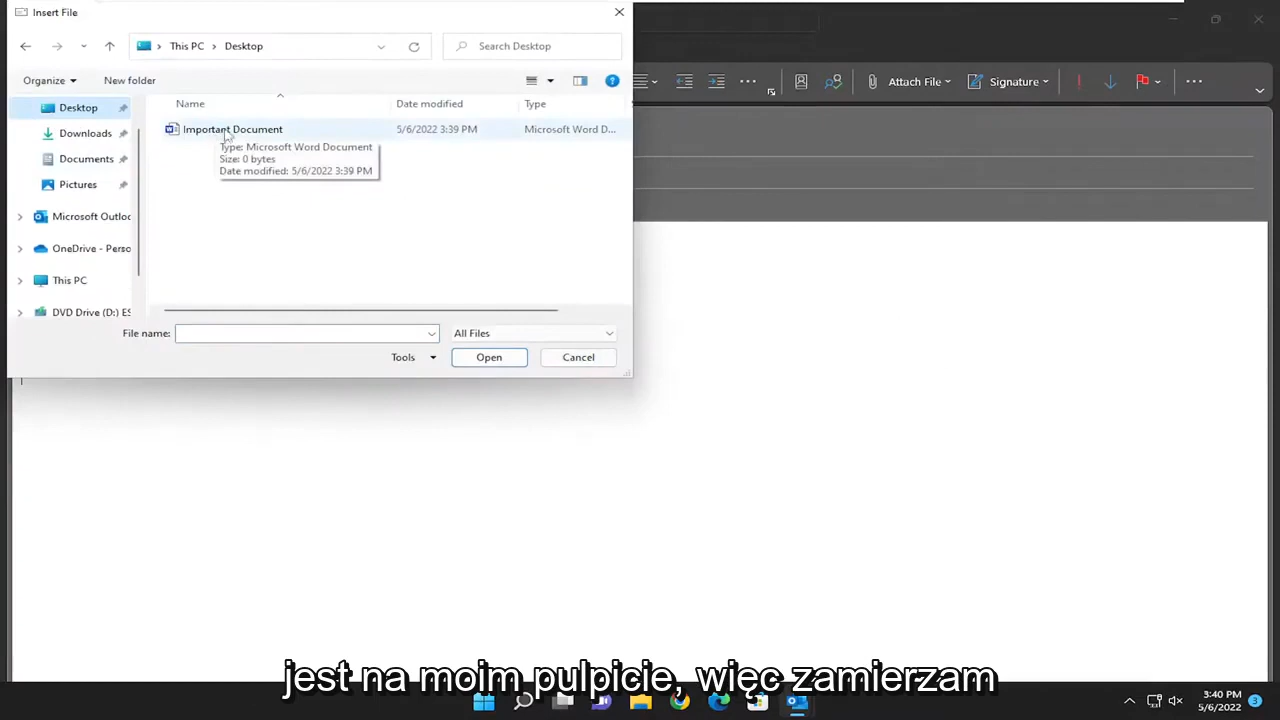 Insert File
This PC > Desktop
Search Desktop
Organize
New folder
Attach File
Signature
Desktop
Downloads
Documents
Pictures
Microsoft Outloo
OneDrive - Perso
This PC
DVD Drive (D:) ES
Name
Date modified
Type
Important Document
5/6/2022 3:39 PM
Microsoft Word D...
Type: Microsoft Word Document
Size: 0 bytes
Date modified: 5/6/2022 3:39 PM
File name:
All Files
Tools
Open
Cancel
jest na moim pulpicie, więc zamierzam
3:40 PM
5/6/2022
3